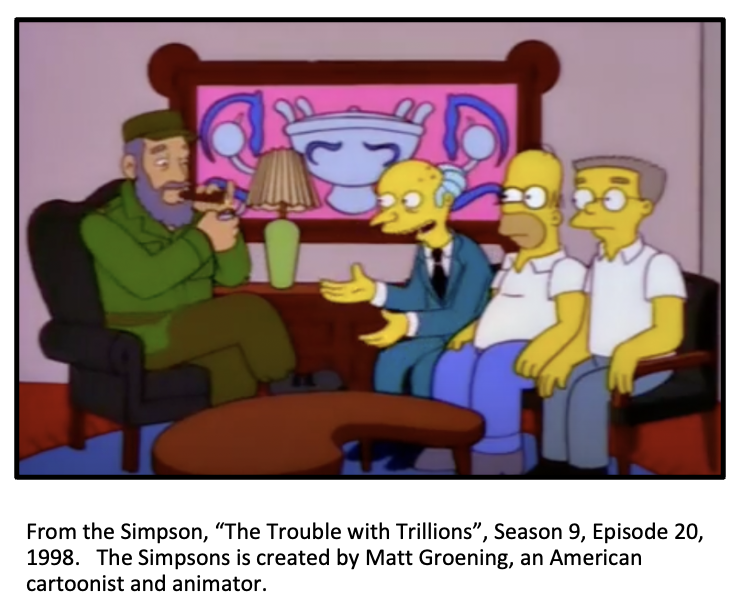 From the Simpson, “The Trouble with Trillions”, Season 9, Episode 20,
1998.   The Simpsons is created by Matt Groening, an American
cartoonist and animator.